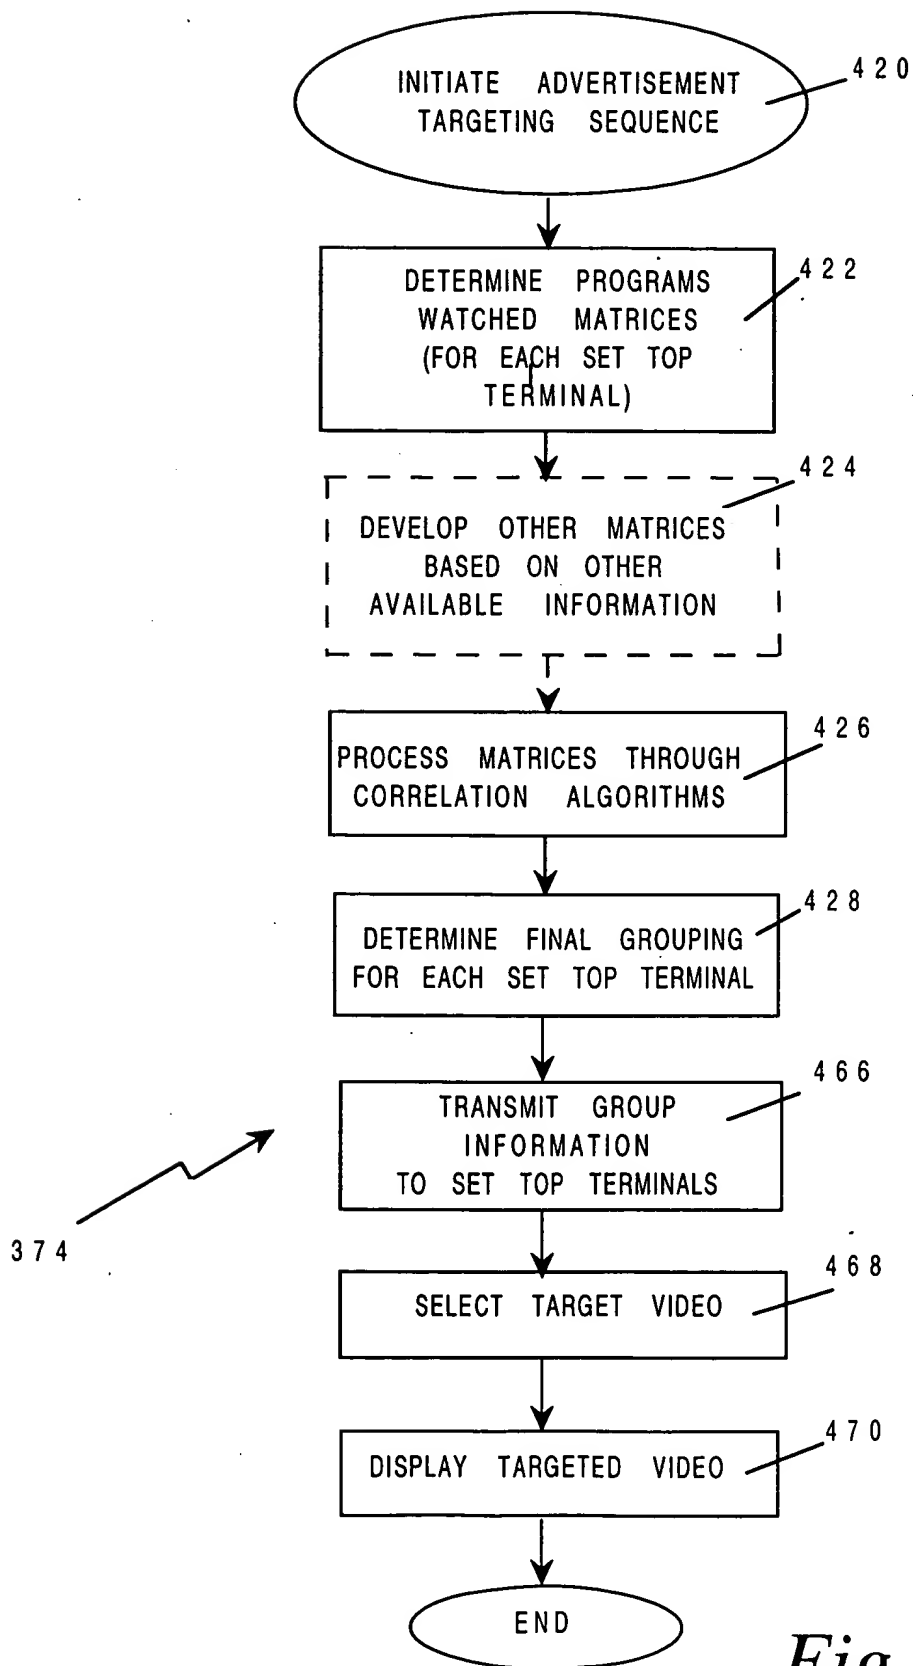 INITIATE ADVERTISEMENT
TARGETING SEQUENCE
420
DETERMINE PROGRAMS
WATCHED MATRICES
(FOR EACH SET TOP
TERMINAL)
422
424
DEVELOP OTHER MATRICES
BASED ON OTHER
AVAILABLE INFORMATION
426
PROCESS MATRICES THROUGH
CORRELATION ALGORITHMS
428
DETERMINE FINAL GROUPING
FOR EACH SET TOP TERMINAL
466
TRANSMIT GROUP
INFORMATION
TO SET TOP TERMINALS
374
468
SELECT TARGET VIDEO
470
DISPLAY TARGETED VIDEO
END
Fig